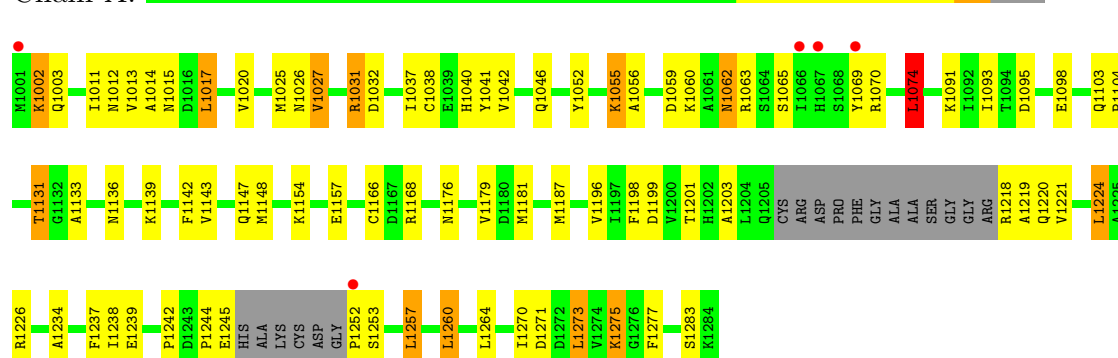 Chain A:
M1001 K1002 Q1003 I1011 N1012 V1013 A1014 N1015 D1016 L1017 V1020 M1025 N1026 V1027 R1031 D1032 I1037 C1038 E1039 H1040 Y1041 V1042 Q1046 Y1052 K1055 A1056 D1059 K1060 A1061 N1062 R1063 S1064 S1065 I1066 H1067 S1068 Y1069 R1070 L1074 K1091 I1092 I1093 T1094 D1095 E1098 Q1103
T1131 G1132 A1133 N1136 K1139 F1142 V1143 Q1147 M1148 K1154 E1157 C1166 D1167 R1168 N1176 V1179 D1180 M1181 M1187 V1196 I1197 F1198 D1199 V1200 T1201 H1202 A1203 L1204 Q1205 CYS ARG ASP PRO PHE GLY ALA ALA SER GLY GLY ARG R1218 A1219 Q1220 V1221 L1224 A1225
R1226 A1234 F1237 I1238 E1239 P1242 D1243 P1244 E1245 HIS ALA LYS CYS ASP GLY P1252 S1253 L1257 L1260 L1264 I1270 D1271 D1272 L1273 V1274 K1275 G1276 F1277 S1283 K1284